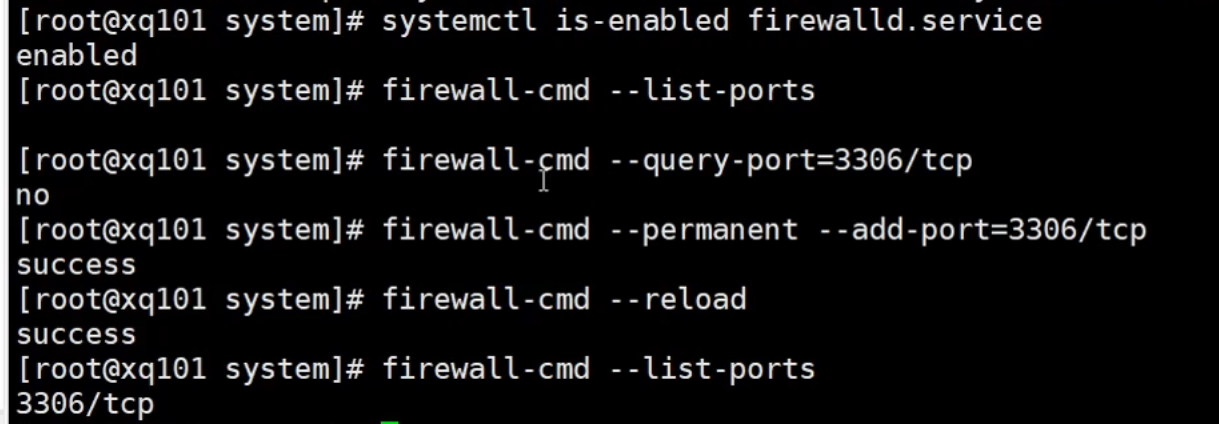 [root@xq101 system]# systemctl is-enabled firewalld.service
enabled
[root@xq101 system]# firewall-cmd --list-ports
[root@xq101 system]# firewall-cmd --query-port=3306/tcp
no
[root@xq101 system]# firewall-cmd --permanent --add-port=3306/tcp
success
[root@xq101 system]# firewall-cmd --reload
success
[root@xq101 system]# firewall-cmd --list-ports
3306/tcp